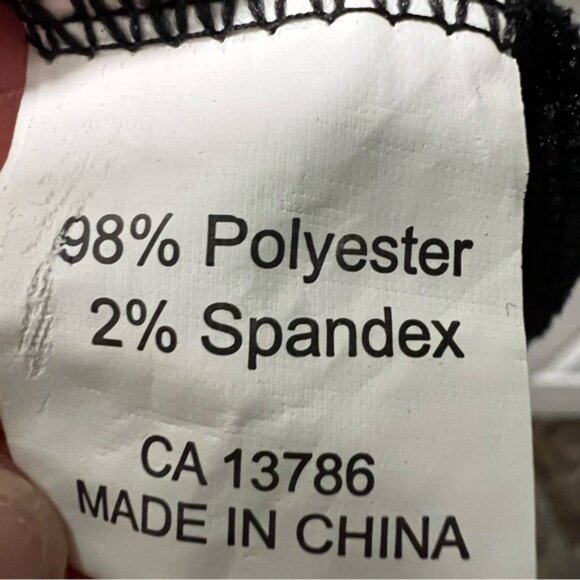 98% Polyester
2% Spandex
CA 13786
MADE IN CHINA